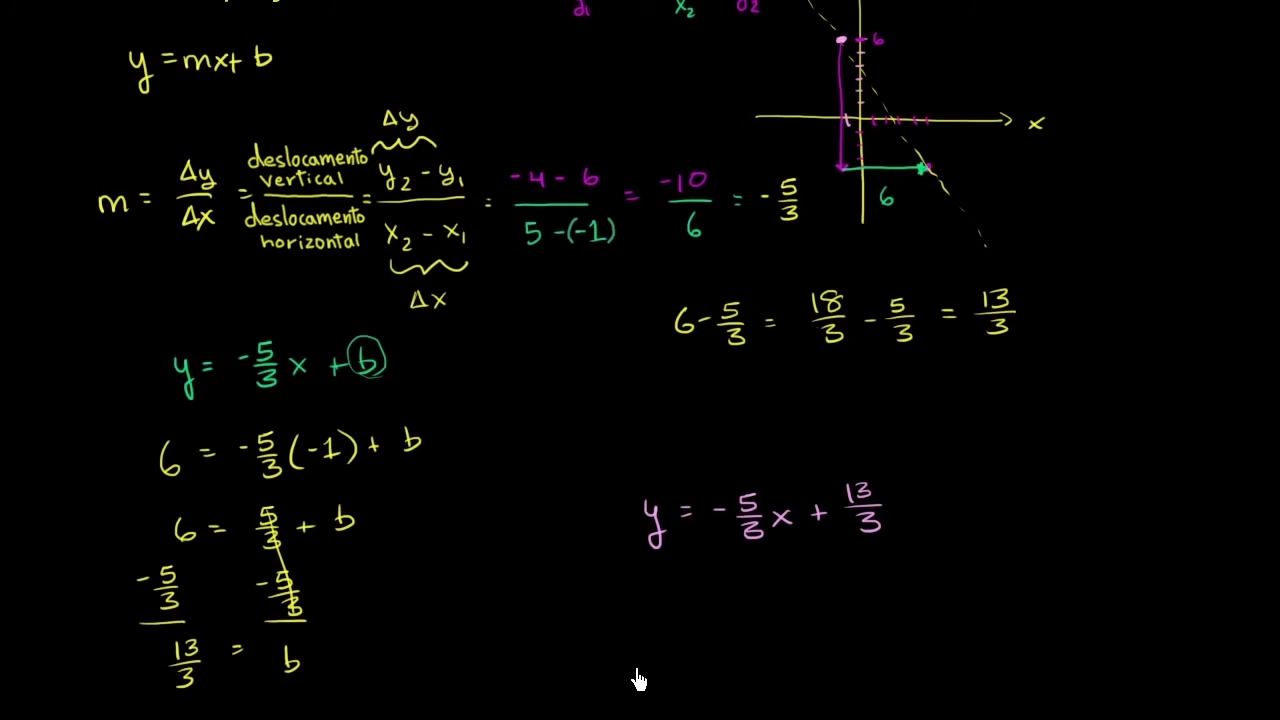 x₂
y = mx + b
6
x
m = Δy/Δx = deslocamento vertical/deslocamento horizontal = y₂ - y₁/x₂ - x₁ = -4 - 6/5 - (-1) = -10/6 = -5/3
Δy
Δx
6
6 - 5/3 = 18/3 - 5/3 = 13/3
y = -5/3 x + b
6 = -5/3 (-1) + b
6 = 5/3 + b
-5/3 -5/3
13/3 = b
y = -5/3 x + 13/3